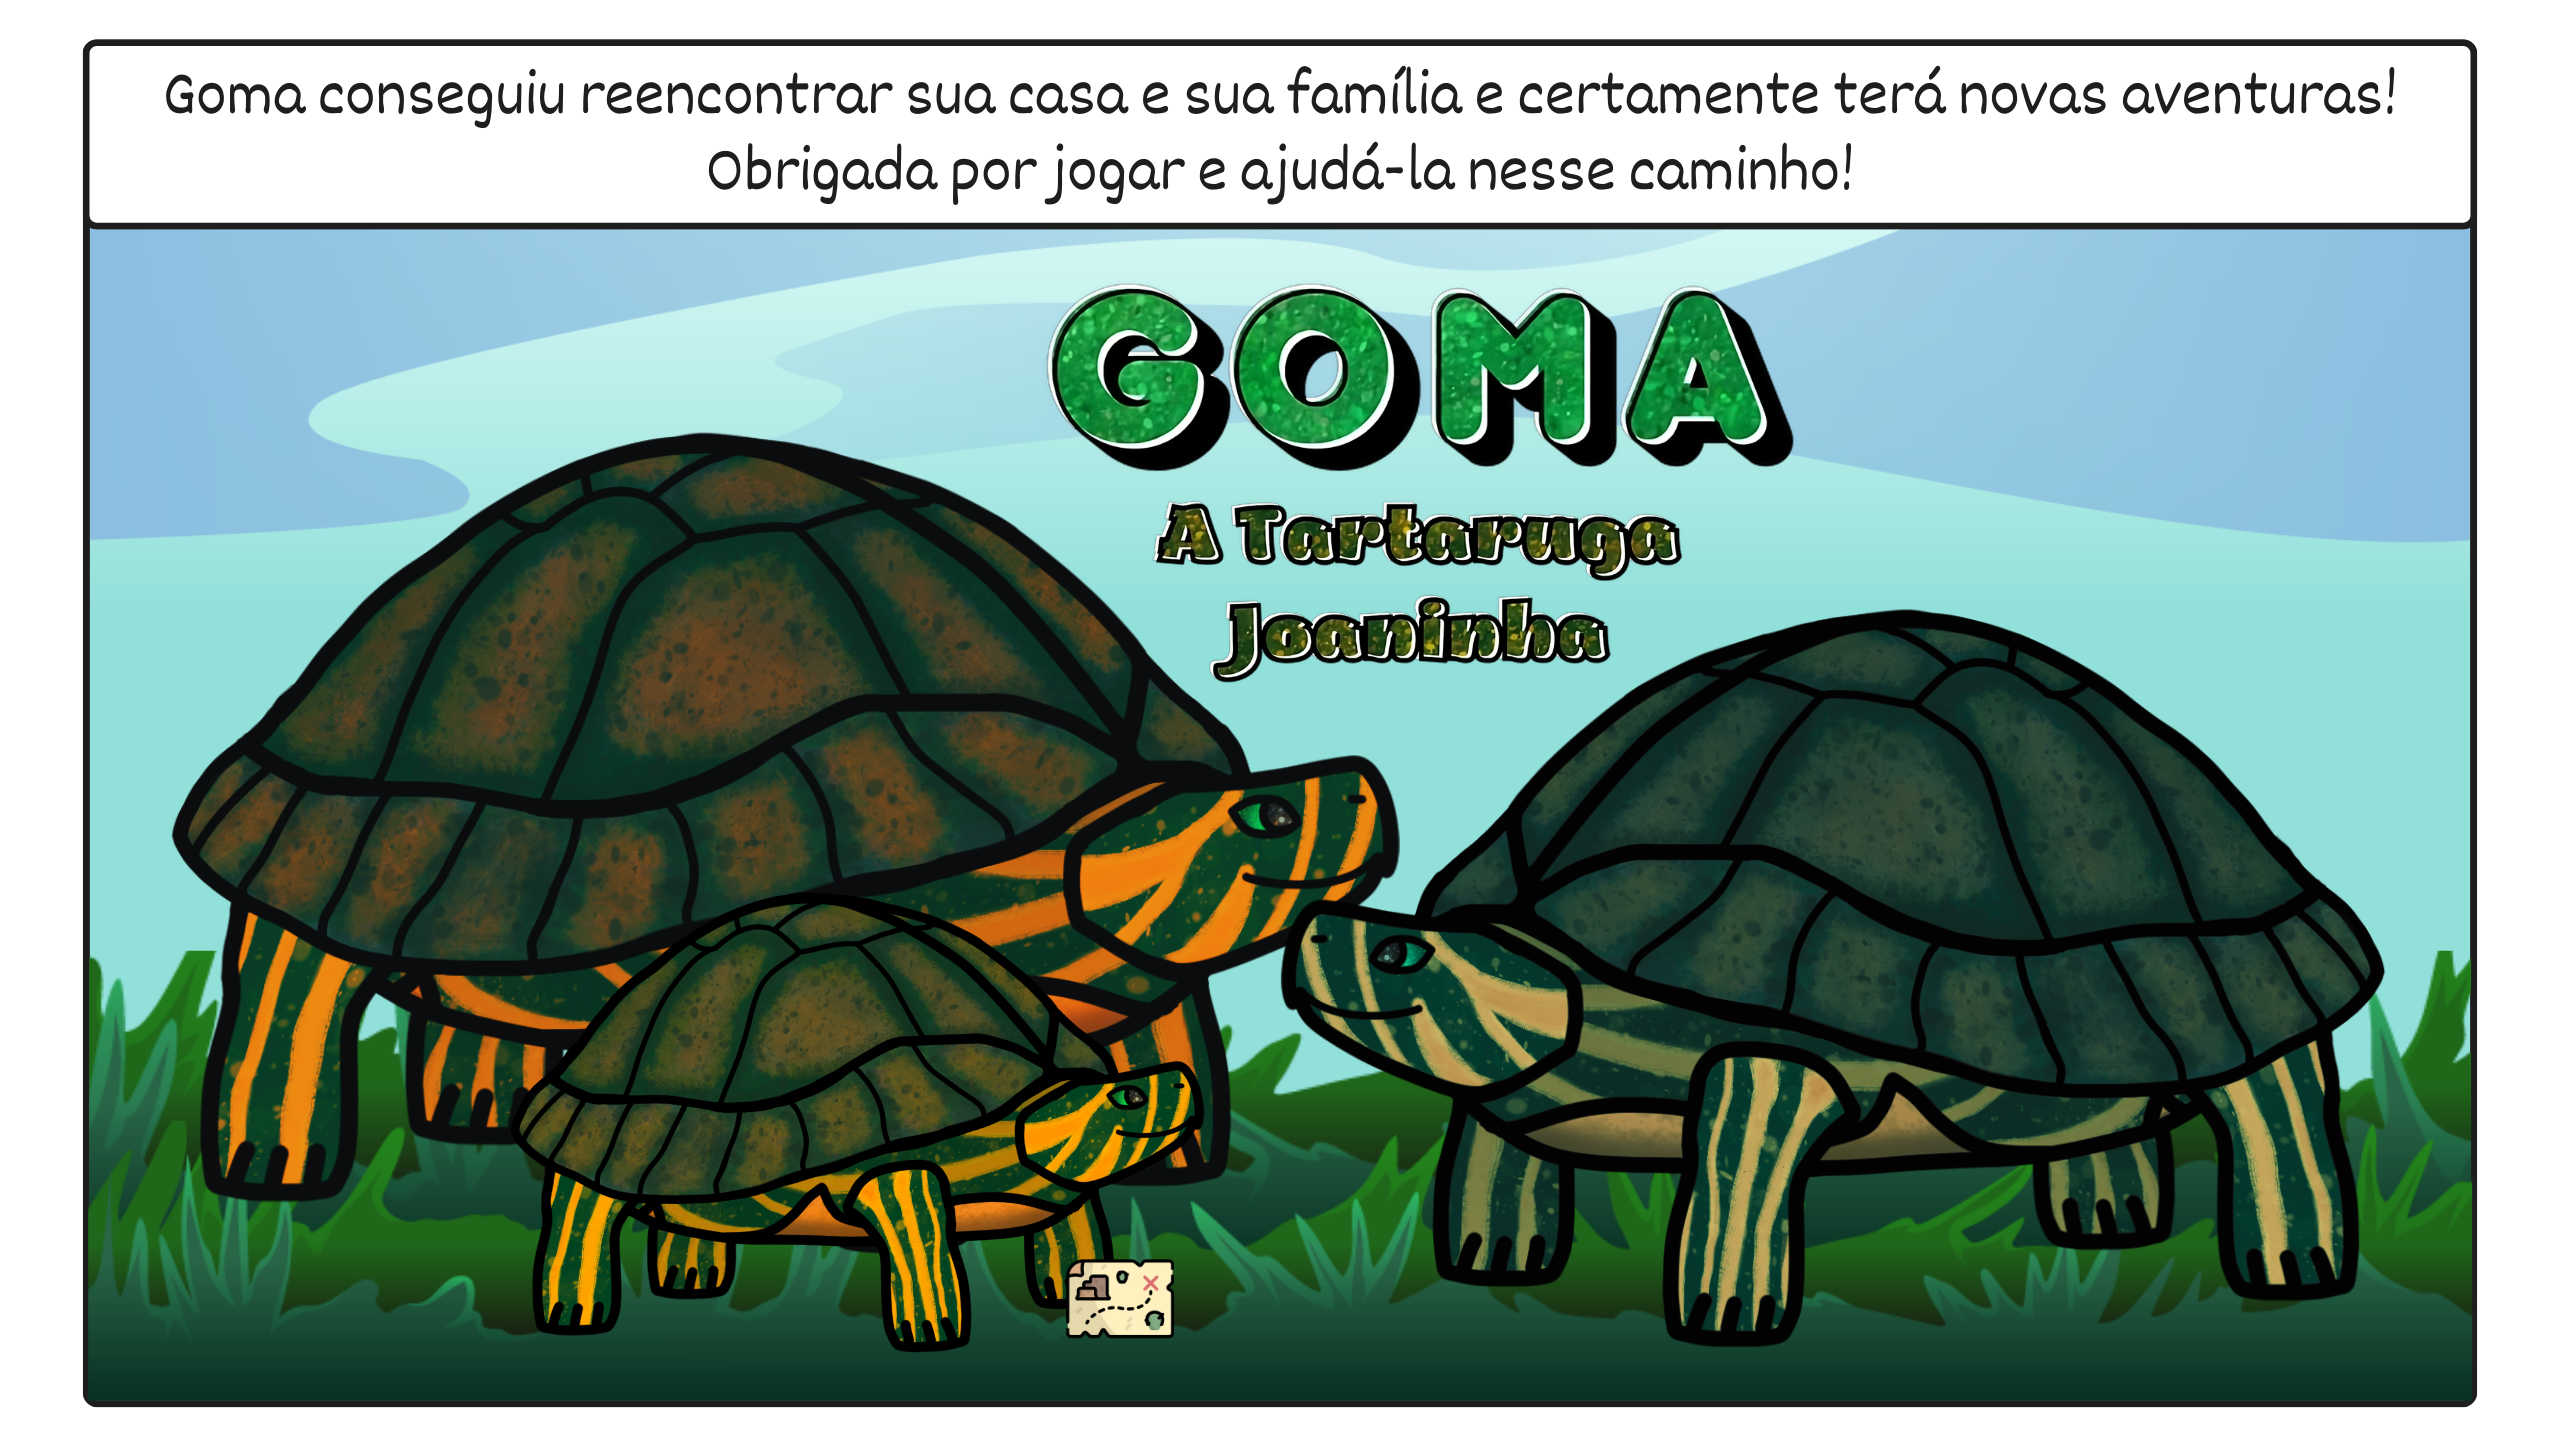 Goma conseguiu reencontrar sua casa e sua família e certamente terá novas aventuras!
Obrigada por jogar e ajudá-la nesse caminho!
GOMA
A Tartaruga
Joaninha